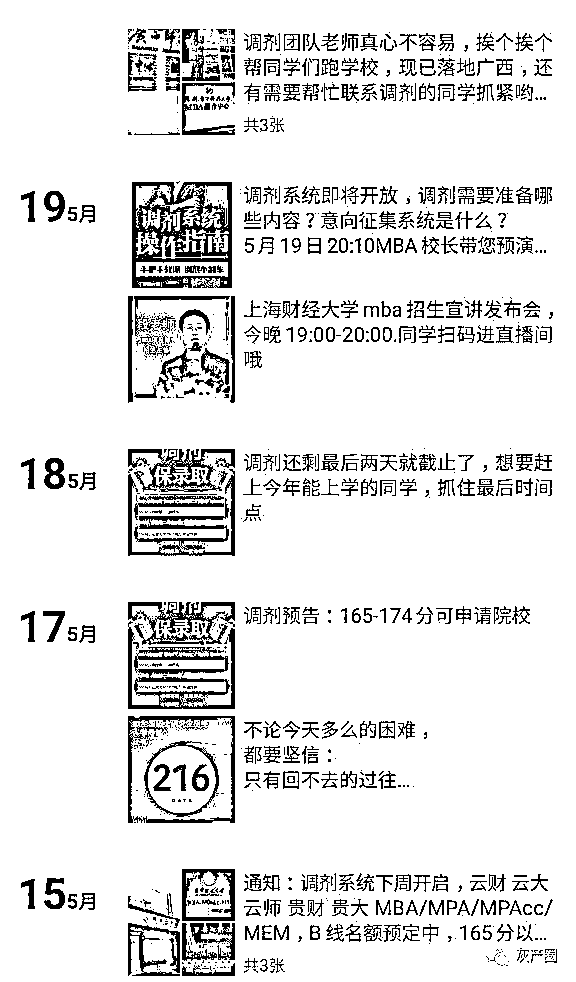 调剂团队老师真心不容易，挨个挨个
帮同学们跑学校，现已落地广西，还
有需要帮忙联系调剂的同学抓紧哟...
共3张
19 5月
调剂系统
操作指南
调剂系统即将开放，调剂需要准备哪
些内容？意向征集系统是什么？
5月19日20:10MBA校长带您预演...
上海财经大学mba招生宣讲发布会，
今晚19:00-20:00.同学扫码进直播间
哦
18 5月
调剂
保录取
调剂还剩最后两天就截止了，想要赶
上今年能上学的同学，抓住最后时间
点
17 5月
调剂
保录取
调剂预告：165-174分可申请院校
216
DAYS
不论今天多么的困难，
都要坚信：
只有回不去的过往...
15 5月
通知：调剂系统下周开启，云财 云大
云师 贵财 贵大 MBA/MPA/MPAcc/
MEM，B线名额预定中，165分以...
共3张
灰产圈